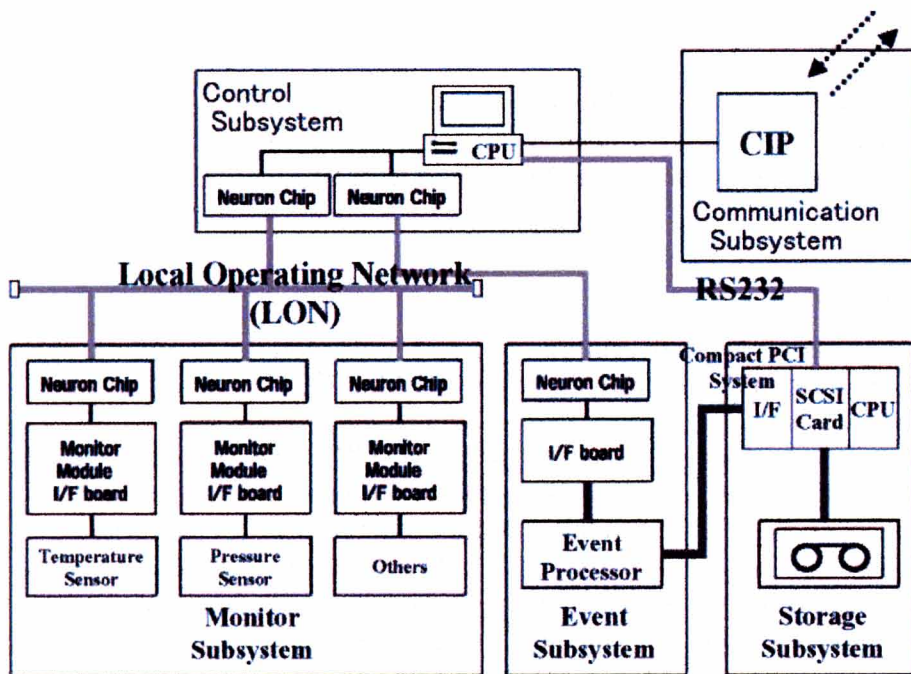 Control
Subsystem
CPU
Neuron Chip
Neuron Chip
CIP
Communication
Subsystem
Local Operating Network
(LON)
RS232
Neuron Chip
Neuron Chip
Neuron Chip
Monitor
Module
I/F board
Monitor
Module
I/F board
Monitor
Module
I/F board
Temperature
Sensor
Pressure
Sensor
Others
Monitor
Subsystem
Neuron Chip
I/F board
Event
Processor
Event
Subsystem
Compact PCI
System
I/F
SCSI
Card
CPU
Storage
Subsystem